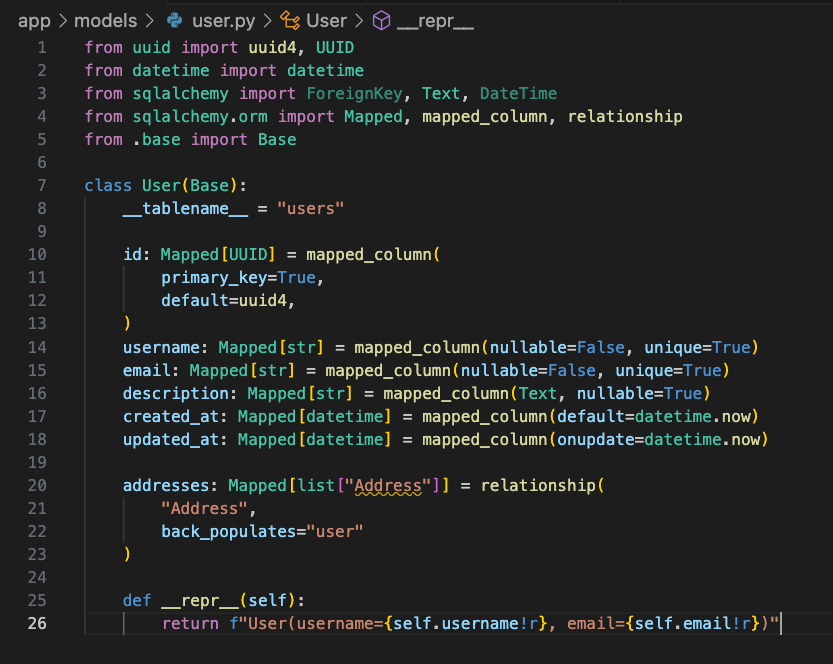 app > models > user.py > User > __repr__
1 from uuid import uuid4, UUID
2 from datetime import datetime
3 from sqlalchemy import ForeignKey, Text, DateTime
4 from sqlalchemy.orm import Mapped, mapped_column, relationship
5 from .base import Base
6
7 class User(Base):
8     __tablename__ = "users"
9
10     id: Mapped[UUID] = mapped_column(
11         primary_key=True,
12         default=uuid4,
13     )
14     username: Mapped[str] = mapped_column(nullable=False, unique=True)
15     email: Mapped[str] = mapped_column(nullable=False, unique=True)
16     description: Mapped[str] = mapped_column(Text, nullable=True)
17     created_at: Mapped[datetime] = mapped_column(default=datetime.now)
18     updated_at: Mapped[datetime] = mapped_column(onupdate=datetime.now)
19
20     addresses: Mapped[list["Address"]] = relationship(
21         "Address",
22         back_populates="user"
23     )
24
25     def __repr__(self):
26         return f"User(username={self.username!r}, email={self.email!r})"